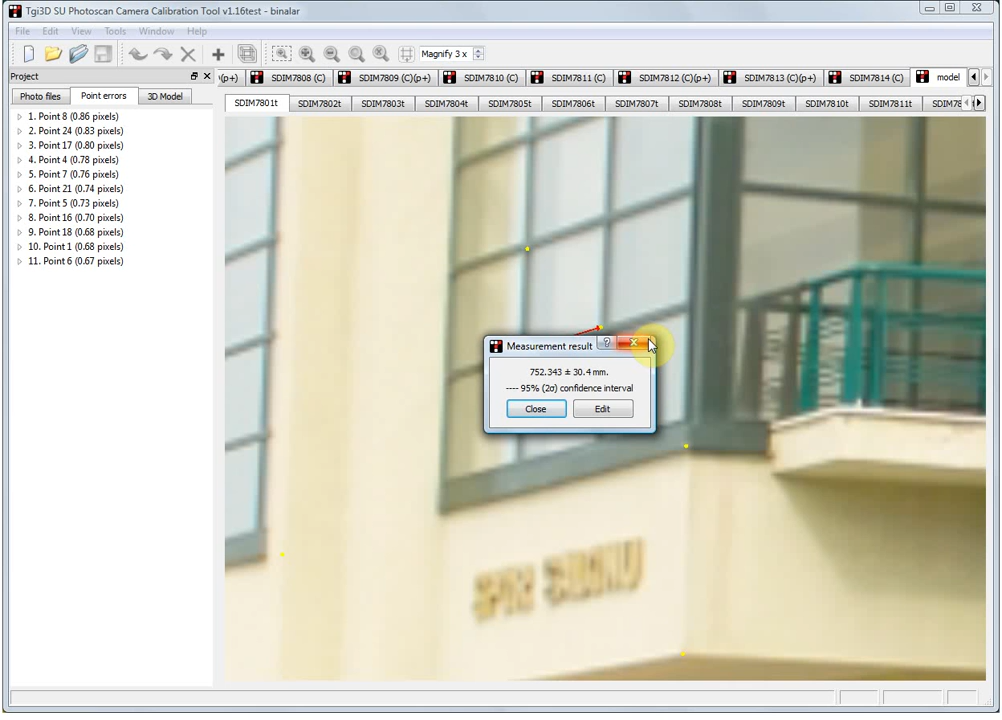 Tgi3D SU Photoscan Camera Calibration Tool v1.16test - binalar
File Edit View Tools Window Help
Magnify 3 x
Project
(p+) SDIM7808 (C) SDIM7809 (C)(p+) SDIM7810 (C) SDIM7811 (C) SDIM7812 (C)(p+) SDIM7813 (C)(p+) SDIM7814 (C) model
Photo files Point errors 3D Model
SDIM7801t SDIM7802t SDIM7803t SDIM7804t SDIM7805t SDIM7806t SDIM7807t SDIM7808t SDIM7809t SDIM7810t SDIM7811t SDIM78
1. Point 8 (0.86 pixels)
2. Point 24 (0.83 pixels)
3. Point 17 (0.80 pixels)
4. Point 4 (0.78 pixels)
5. Point 7 (0.76 pixels)
6. Point 21 (0.74 pixels)
7. Point 5 (0.73 pixels)
8. Point 16 (0.70 pixels)
9. Point 18 (0.68 pixels)
10. Point 1 (0.68 pixels)
11. Point 6 (0.67 pixels)
Measurement result
752.343 ± 30.4 mm.
---- 95% (2σ) confidence interval
Close Edit